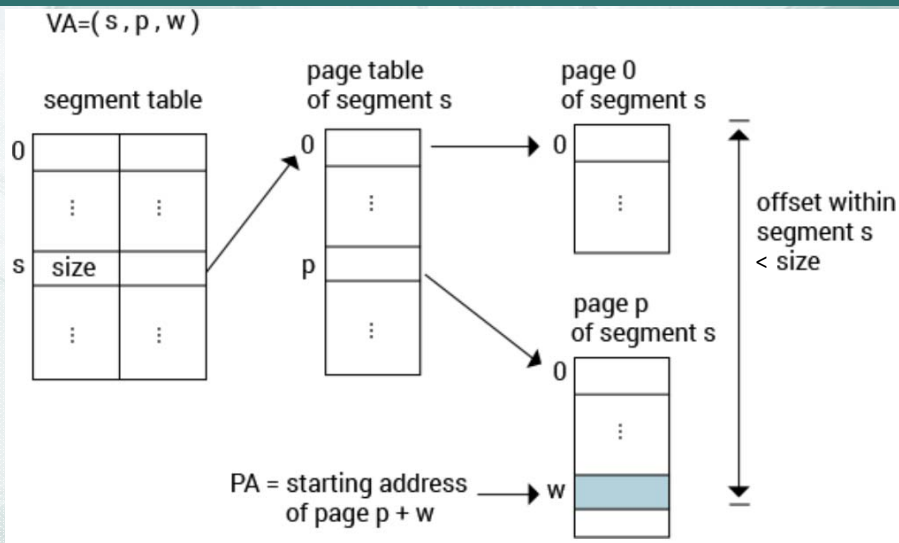 VA=(s,p,w)
segment table
0
⋮ ⋮
s size
⋮ ⋮
page table
of segment s
0
⋮
p
⋮
page 0
of segment s
0
⋮
page p
of segment s
0
⋮
w
PA = starting address
of page p + w
offset within
segment s
< size